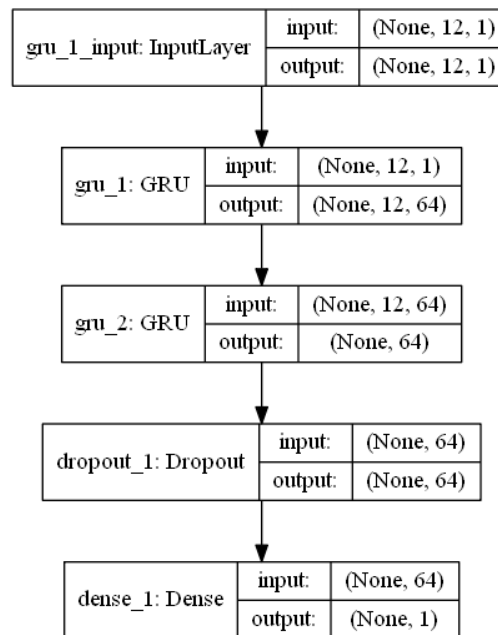 gru_1_input: InputLayer
input: (None, 12, 1)
output: (None, 12, 1)
gru_1: GRU
input: (None, 12, 1)
output: (None, 12, 64)
gru_2: GRU
input: (None, 12, 64)
output: (None, 64)
dropout_1: Dropout
input: (None, 64)
output: (None, 64)
dense_1: Dense
input: (None, 64)
output: (None, 1)